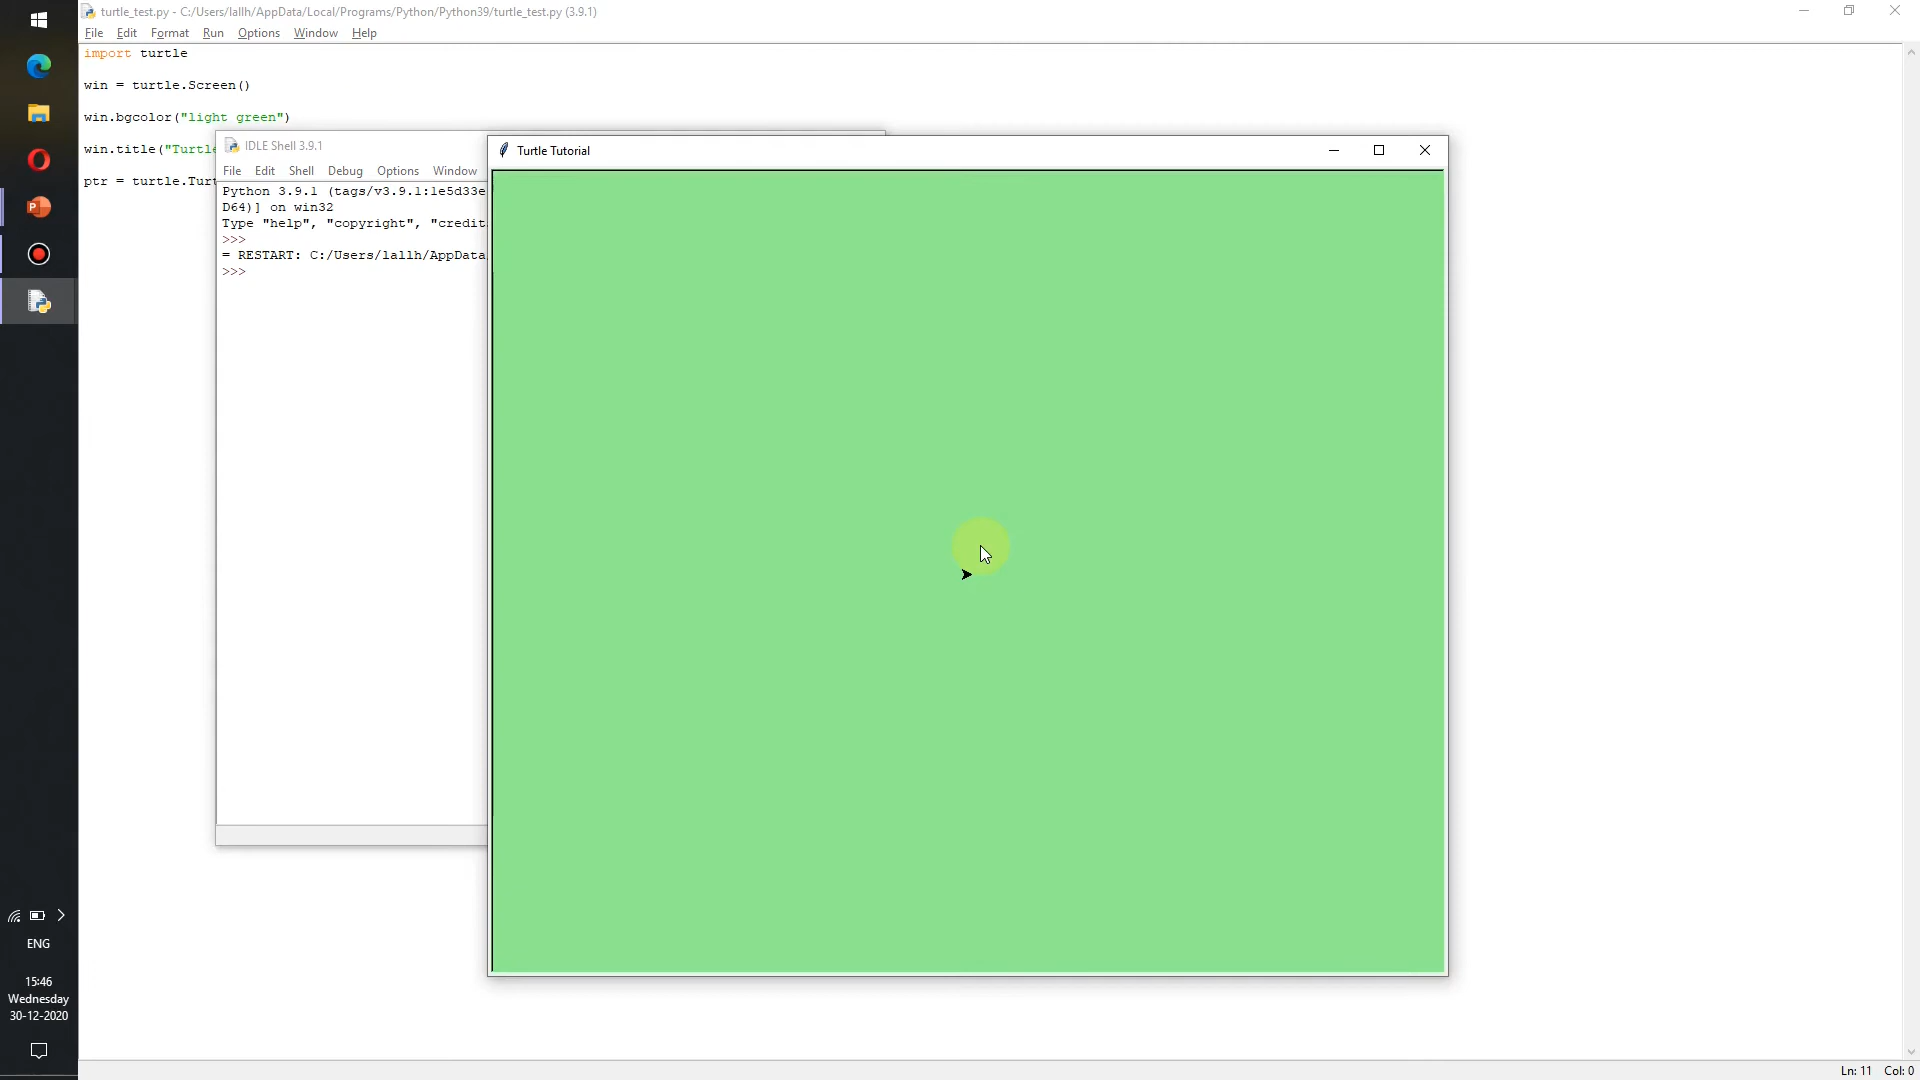 turtle_test.py - C:/Users/lallh/AppData/Local/Programs/Python/Python39/turtle_test.py (3.9.1)
File Edit Format Run Options Window Help
import turtle
win = turtle.Screen()
win.bgcolor("light green")
win.title("Turtle
ptr = turtle.Turt
IDLE Shell 3.9.1
File Edit Shell Debug Options Window
Python 3.9.1 (tags/v3.9.1:1e5d33e
D64)] on win32
Type "help", "copyright", "credit
>>>
= RESTART: C:/Users/lallh/AppData
>>>
Turtle Tutorial
ENG
15:46
Wednesday
30-12-2020
Ln: 11 Col: 0